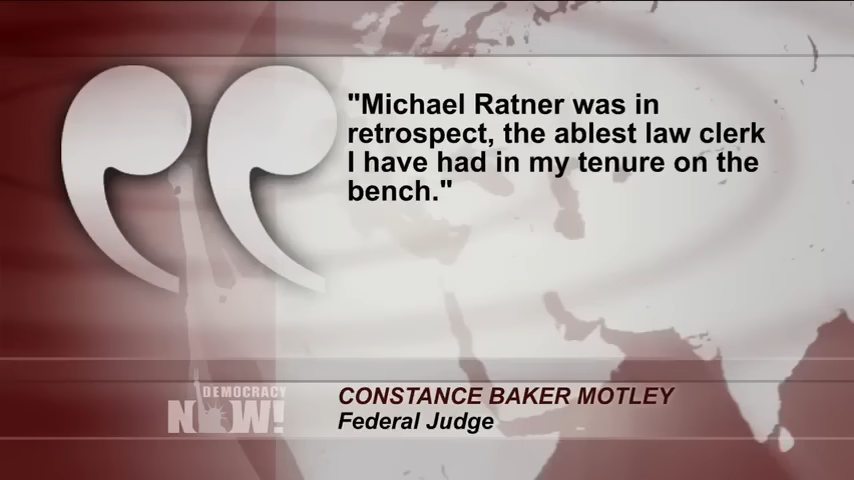 "Michael Ratner was in
retrospect, the ablest law clerk
I have had in my tenure on the
bench."
DEMOCRACY
NOW!
CONSTANCE BAKER MOTLEY
Federal Judge